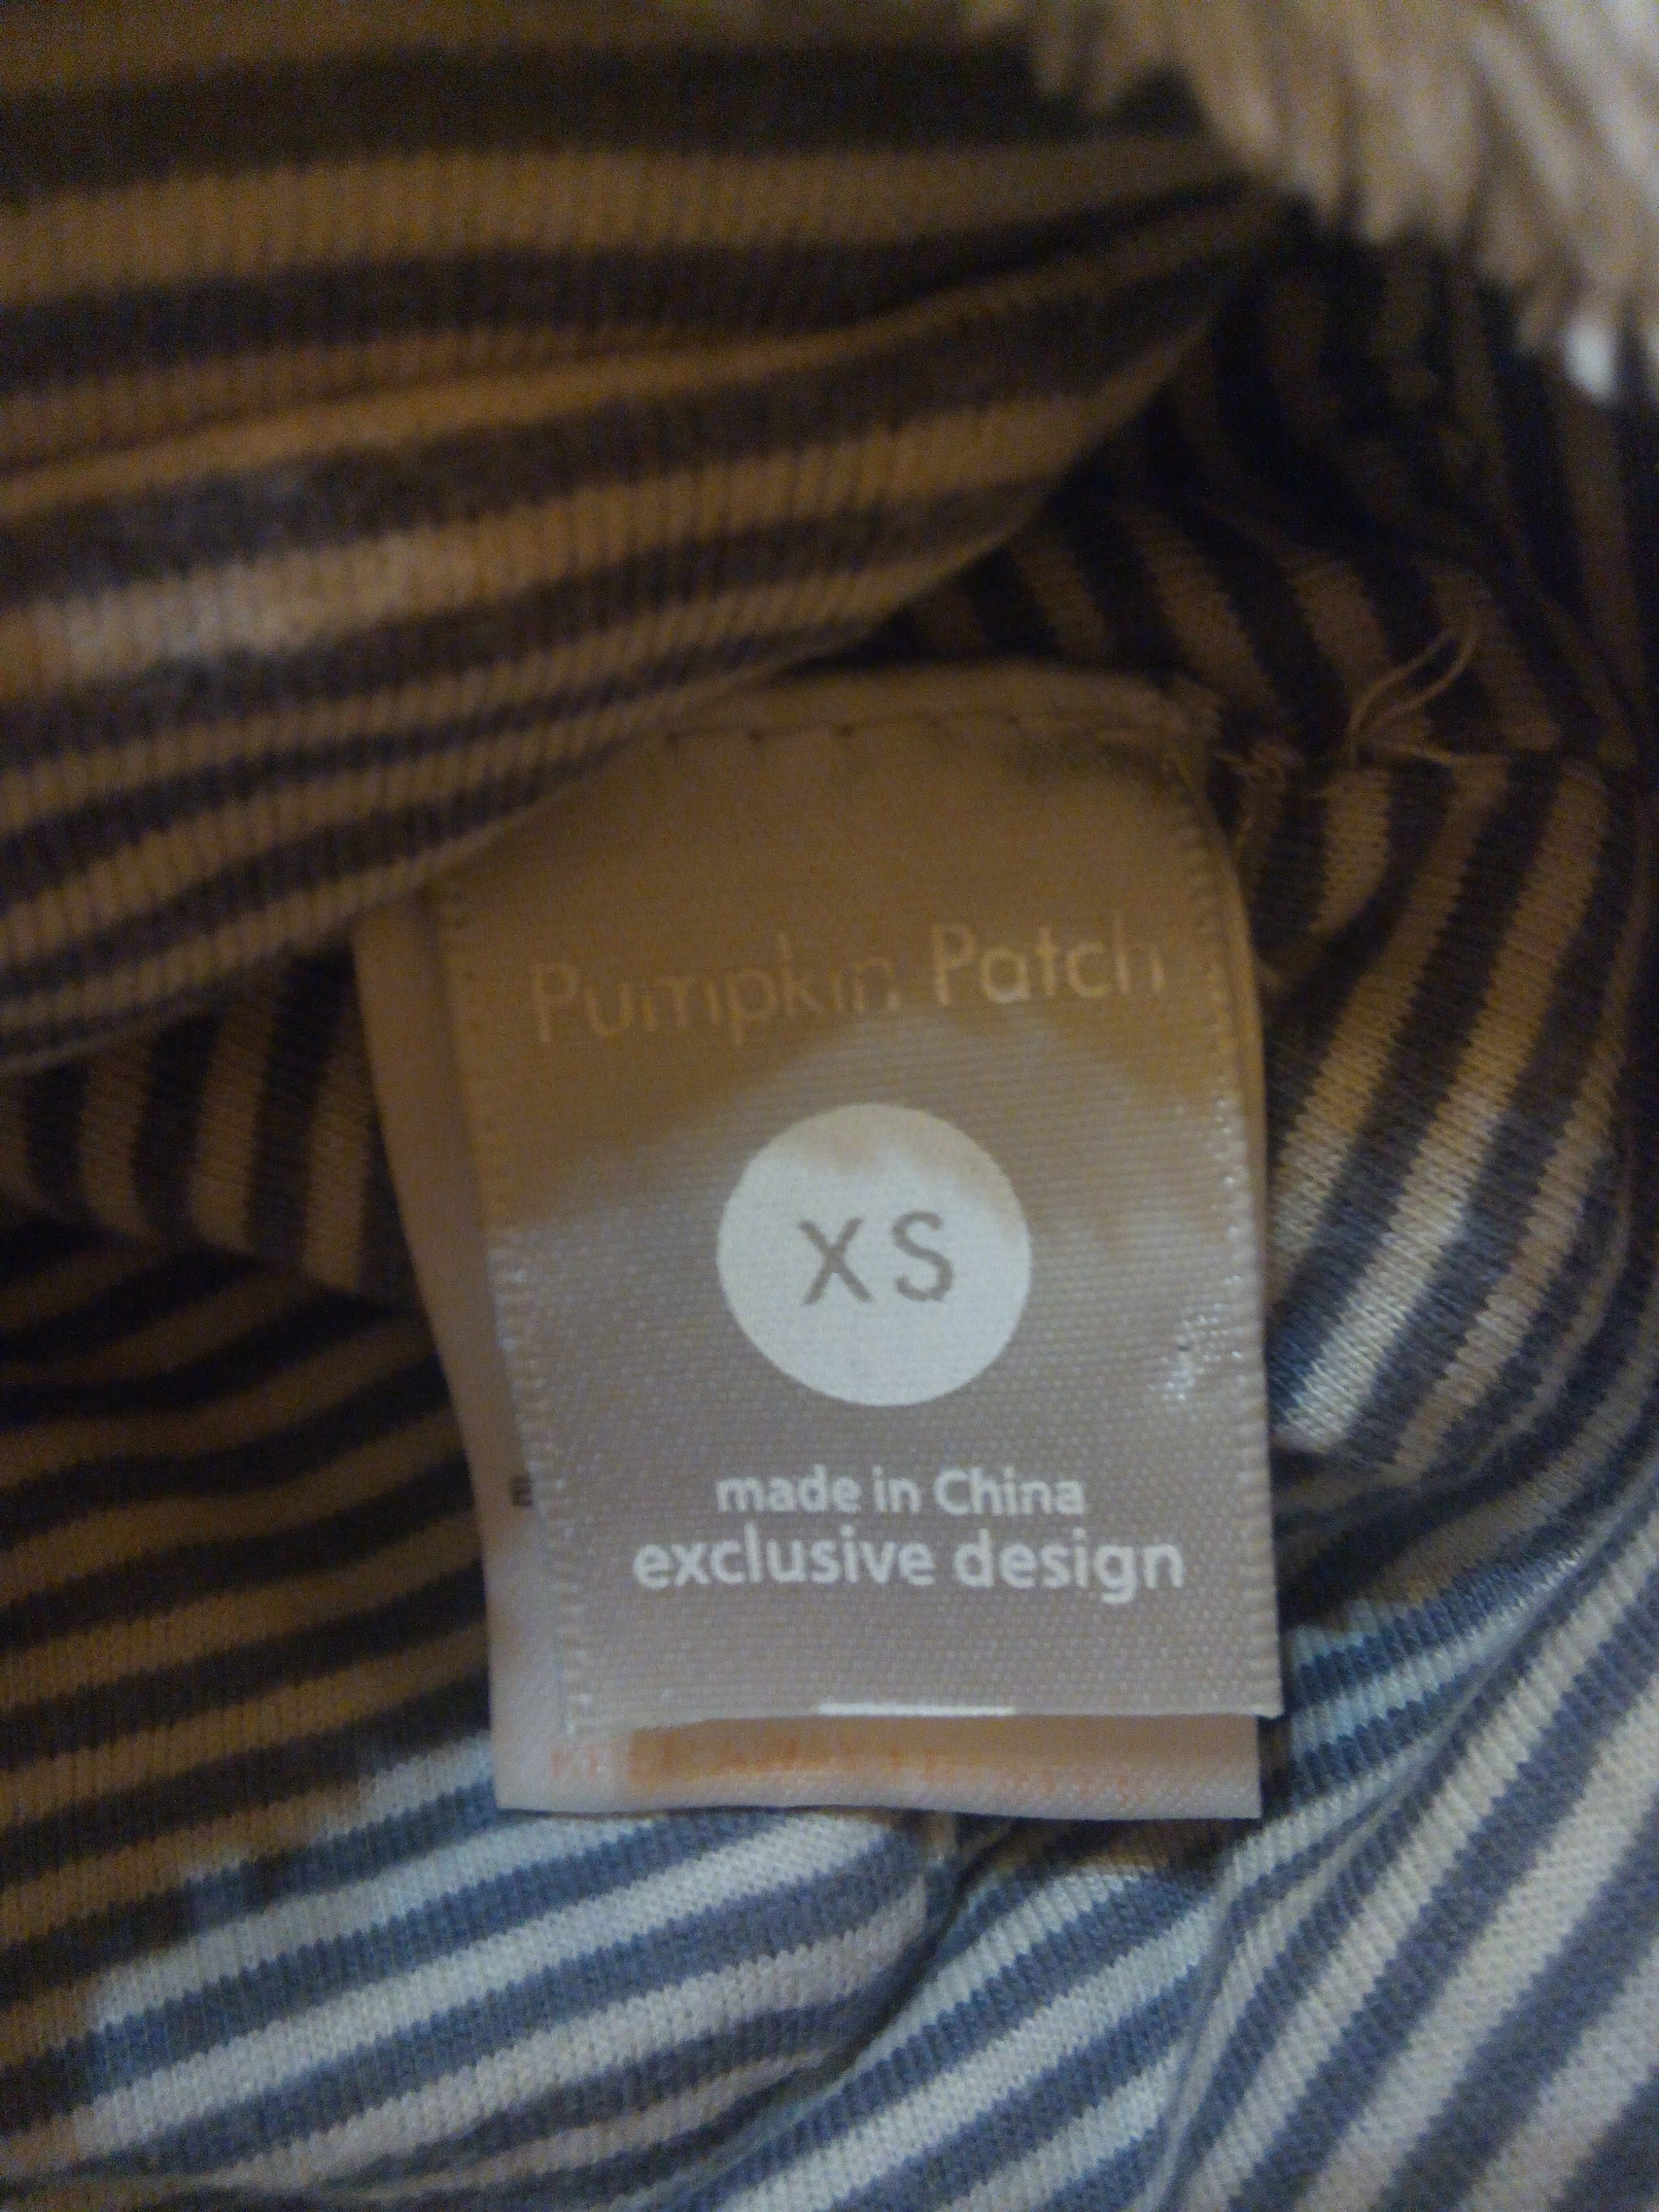 Pumpkin Patch
XS
made in China
exclusive design